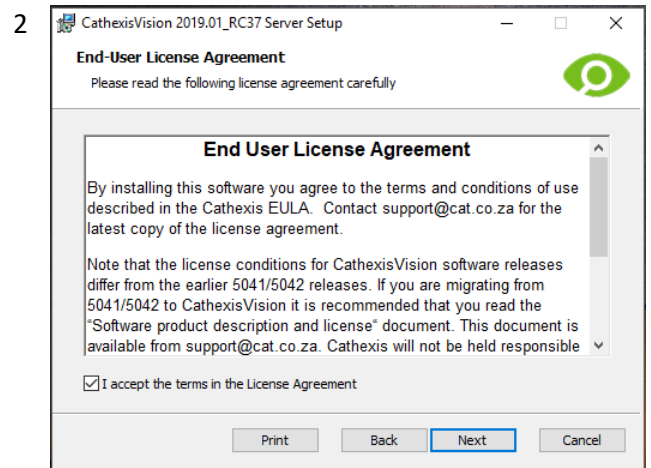 2
CathexisVision 2019.01_RC37 Server Setup
End-User License Agreement
Please read the following license agreement carefully
End User License Agreement
By installing this software you agree to the terms and conditions of use
described in the Cathexis EULA.  Contact support@cat.co.za for the
latest copy of the license agreement.
Note that the license conditions for CathexisVision software releases
differ from the earlier 5041/5042 releases. If you are migrating from
5041/5042 to CathexisVision it is recommended that you read the
“Software product description and license“ document. This document is
available from support@cat.co.za. Cathexis will not be held responsible
I accept the terms in the License Agreement
Print Back Next Cancel